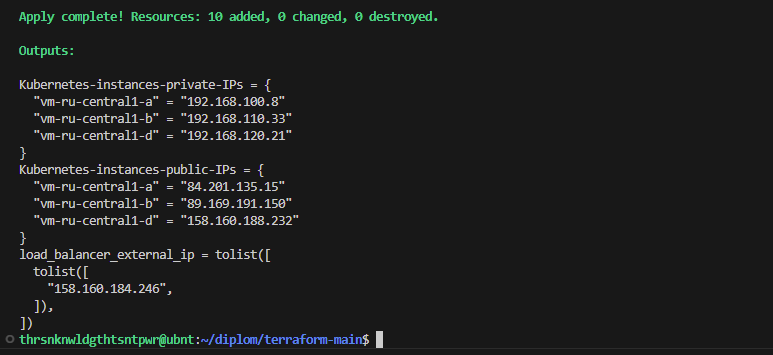 Apply complete! Resources: 10 added, 0 changed, 0 destroyed.
Outputs:
Kubernetes-instances-private-IPs = {
"vm-ru-central1-a" = "192.168.100.8"
"vm-ru-central1-b" = "192.168.110.33"
"vm-ru-central1-d" = "192.168.120.21"
}
Kubernetes-instances-public-IPs = {
"vm-ru-central1-a" = "84.201.135.15"
"vm-ru-central1-b" = "89.169.191.150"
"vm-ru-central1-d" = "158.160.188.232"
}
load_balancer_external_ip = tolist([
tolist([
"158.160.184.246",
]),
])
thrsnknwldgthtsntpwr@ubnt:~/diplom/terraform-main$